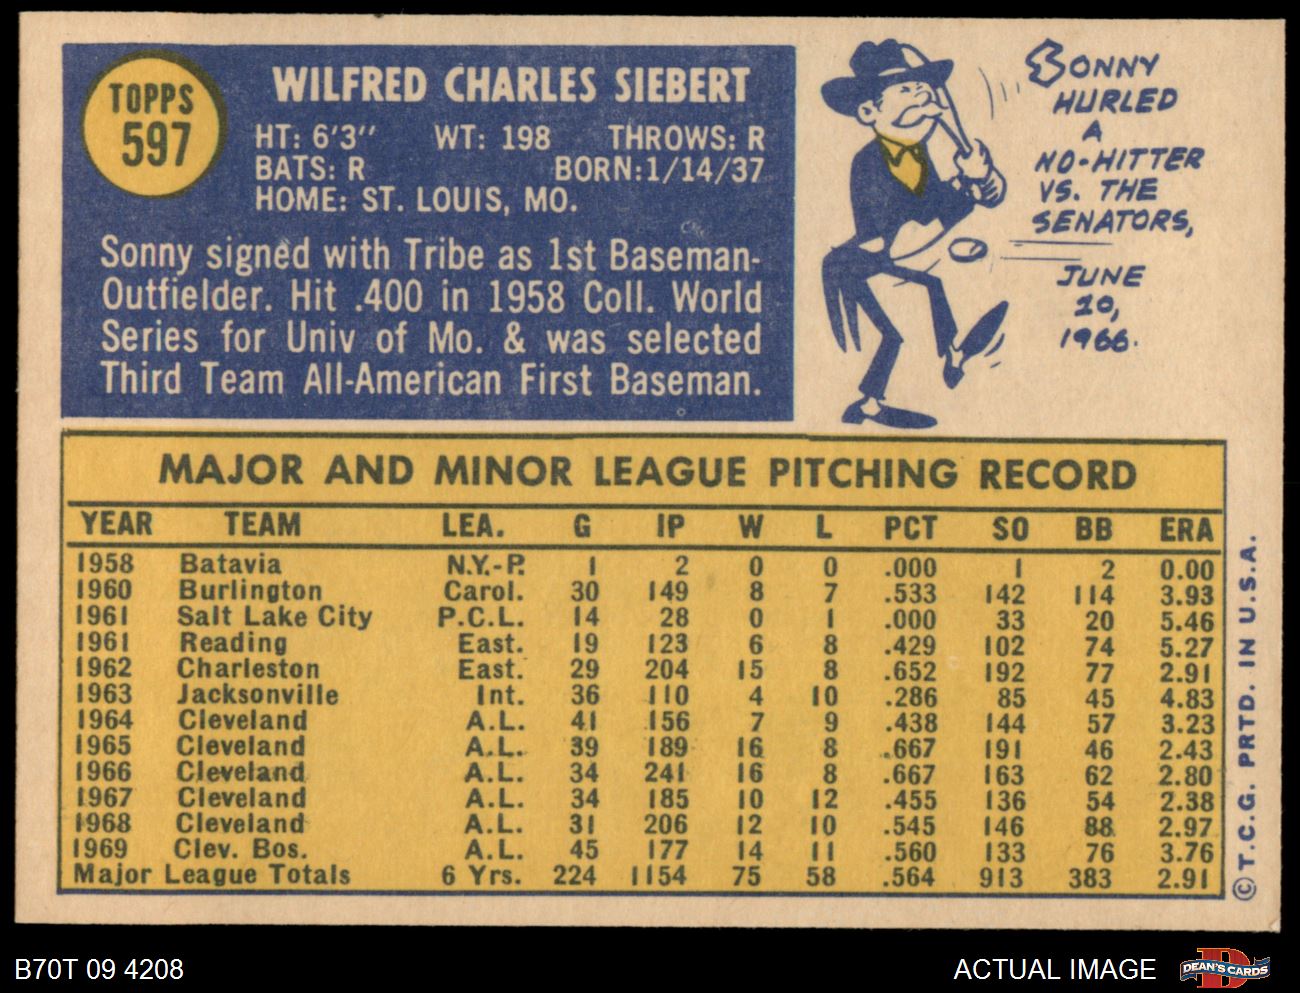 TOPPS
597
WILFRED CHARLES SIEBERT
HT: 6'3" WT: 198 THROWS: R
BATS: R BORN:1/14/37
HOME: ST. LOUIS, MO.
Sonny signed with Tribe as 1st Baseman-
Outfielder. Hit .400 in 1958 Coll. World
Series for Univ of Mo. & was selected
Third Team All-American First Baseman.
SONNY
HURLED
A
NO-HITTER
VS. THE
SENATORS,
JUNE
10,
1966.
MAJOR AND MINOR LEAGUE PITCHING RECORD
YEAR TEAM LEA. G IP W L PCT SO BB ERA
1958 Batavia N.Y.-P. 1 2 0 0 .000 1 2 0.00
1960 Burlington Carol. 30 149 8 7 .533 142 114 3.93
1961 Salt Lake City P.C.L. 14 28 0 1 .000 33 20 5.46
1961 Reading East. 19 123 6 8 .429 102 74 5.27
1962 Charleston East. 29 204 15 8 .652 192 77 2.91
1963 Jacksonville Int. 36 110 4 10 .286 85 45 4.83
1964 Cleveland A.L. 41 156 7 9 .438 144 57 3.23
1965 Cleveland A.L. 39 189 16 8 .667 191 46 2.43
1966 Cleveland A.L. 34 241 16 8 .667 163 62 2.80
1967 Cleveland A.L. 34 185 10 12 .455 136 54 2.38
1968 Cleveland A.L. 31 206 12 10 .545 146 88 2.97
1969 Clev. Bos. A.L. 45 177 14 11 .560 133 76 3.76
Major League Totals 6 Yrs. 224 1154 75 58 .564 913 383 2.91
© T.C.G. PRTD. IN U.S.A.
B70T 09 4208
ACTUAL IMAGE
D
DEAN'S CARDS